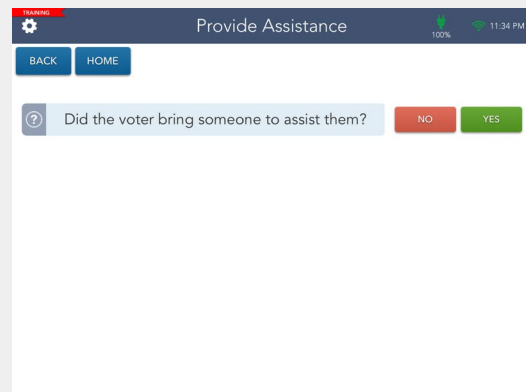 TRAINING
Provide Assistance
100%
11:34 PM
BACK
HOME
? Did the voter bring someone to assist them?
NO
YES